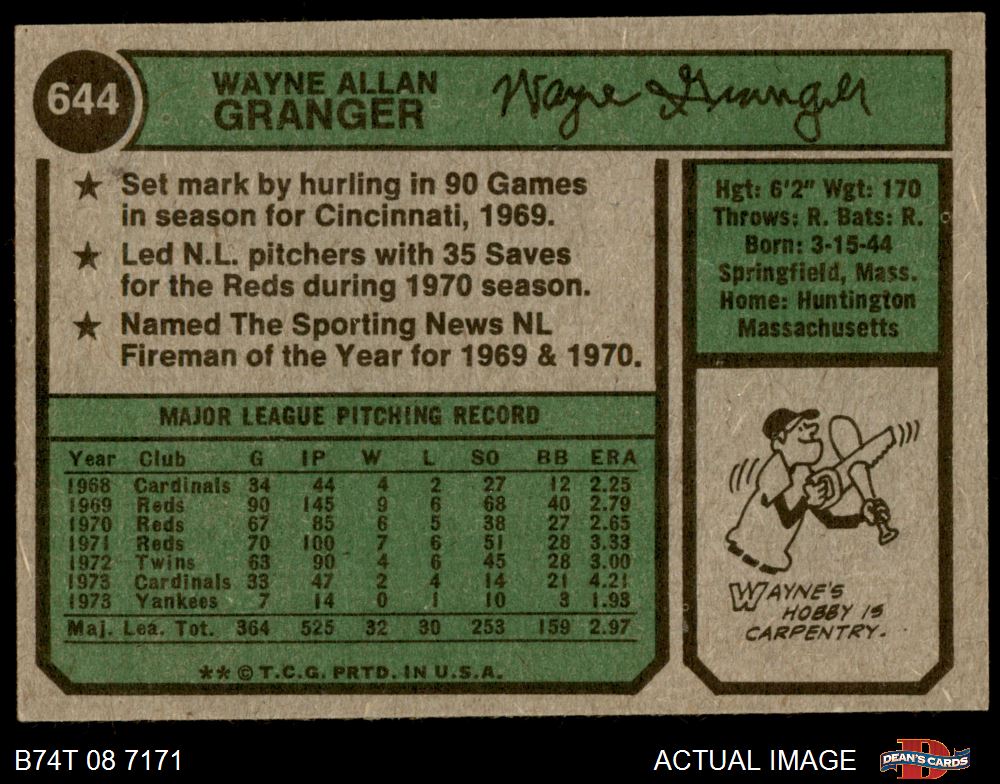 644
WAYNE ALLAN
GRANGER
Wayne Granger
★ Set mark by hurling in 90 Games
in season for Cincinnati, 1969.
★ Led N.L. pitchers with 35 Saves
for the Reds during 1970 season.
★ Named The Sporting News NL
Fireman of the Year for 1969 & 1970.
Hgt: 6'2" Wgt: 170
Throws: R. Bats: R.
Born: 3-15-44
Springfield, Mass.
Home: Huntington
Massachusetts
MAJOR LEAGUE PITCHING RECORD
Year Club G IP W L SO BB ERA
1968 Cardinals 34 44 4 2 27 12 2.25
1969 Reds 90 145 9 6 68 40 2.79
1970 Reds 67 85 6 5 38 27 2.65
1971 Reds 70 100 7 6 51 28 3.33
1972 Twins 63 90 4 6 45 28 3.00
1973 Cardinals 33 47 2 4 14 21 4.21
1973 Yankees 7 14 0 1 10 3 1.93
Maj. Lea. Tot. 364 525 32 30 253 159 2.97
**© T.C.G. PRTD. IN U.S.A.
WAYNE'S
HOBBY IS
CARPENTRY.
B74T 08 7171
ACTUAL IMAGE
DEAN'S CARDS